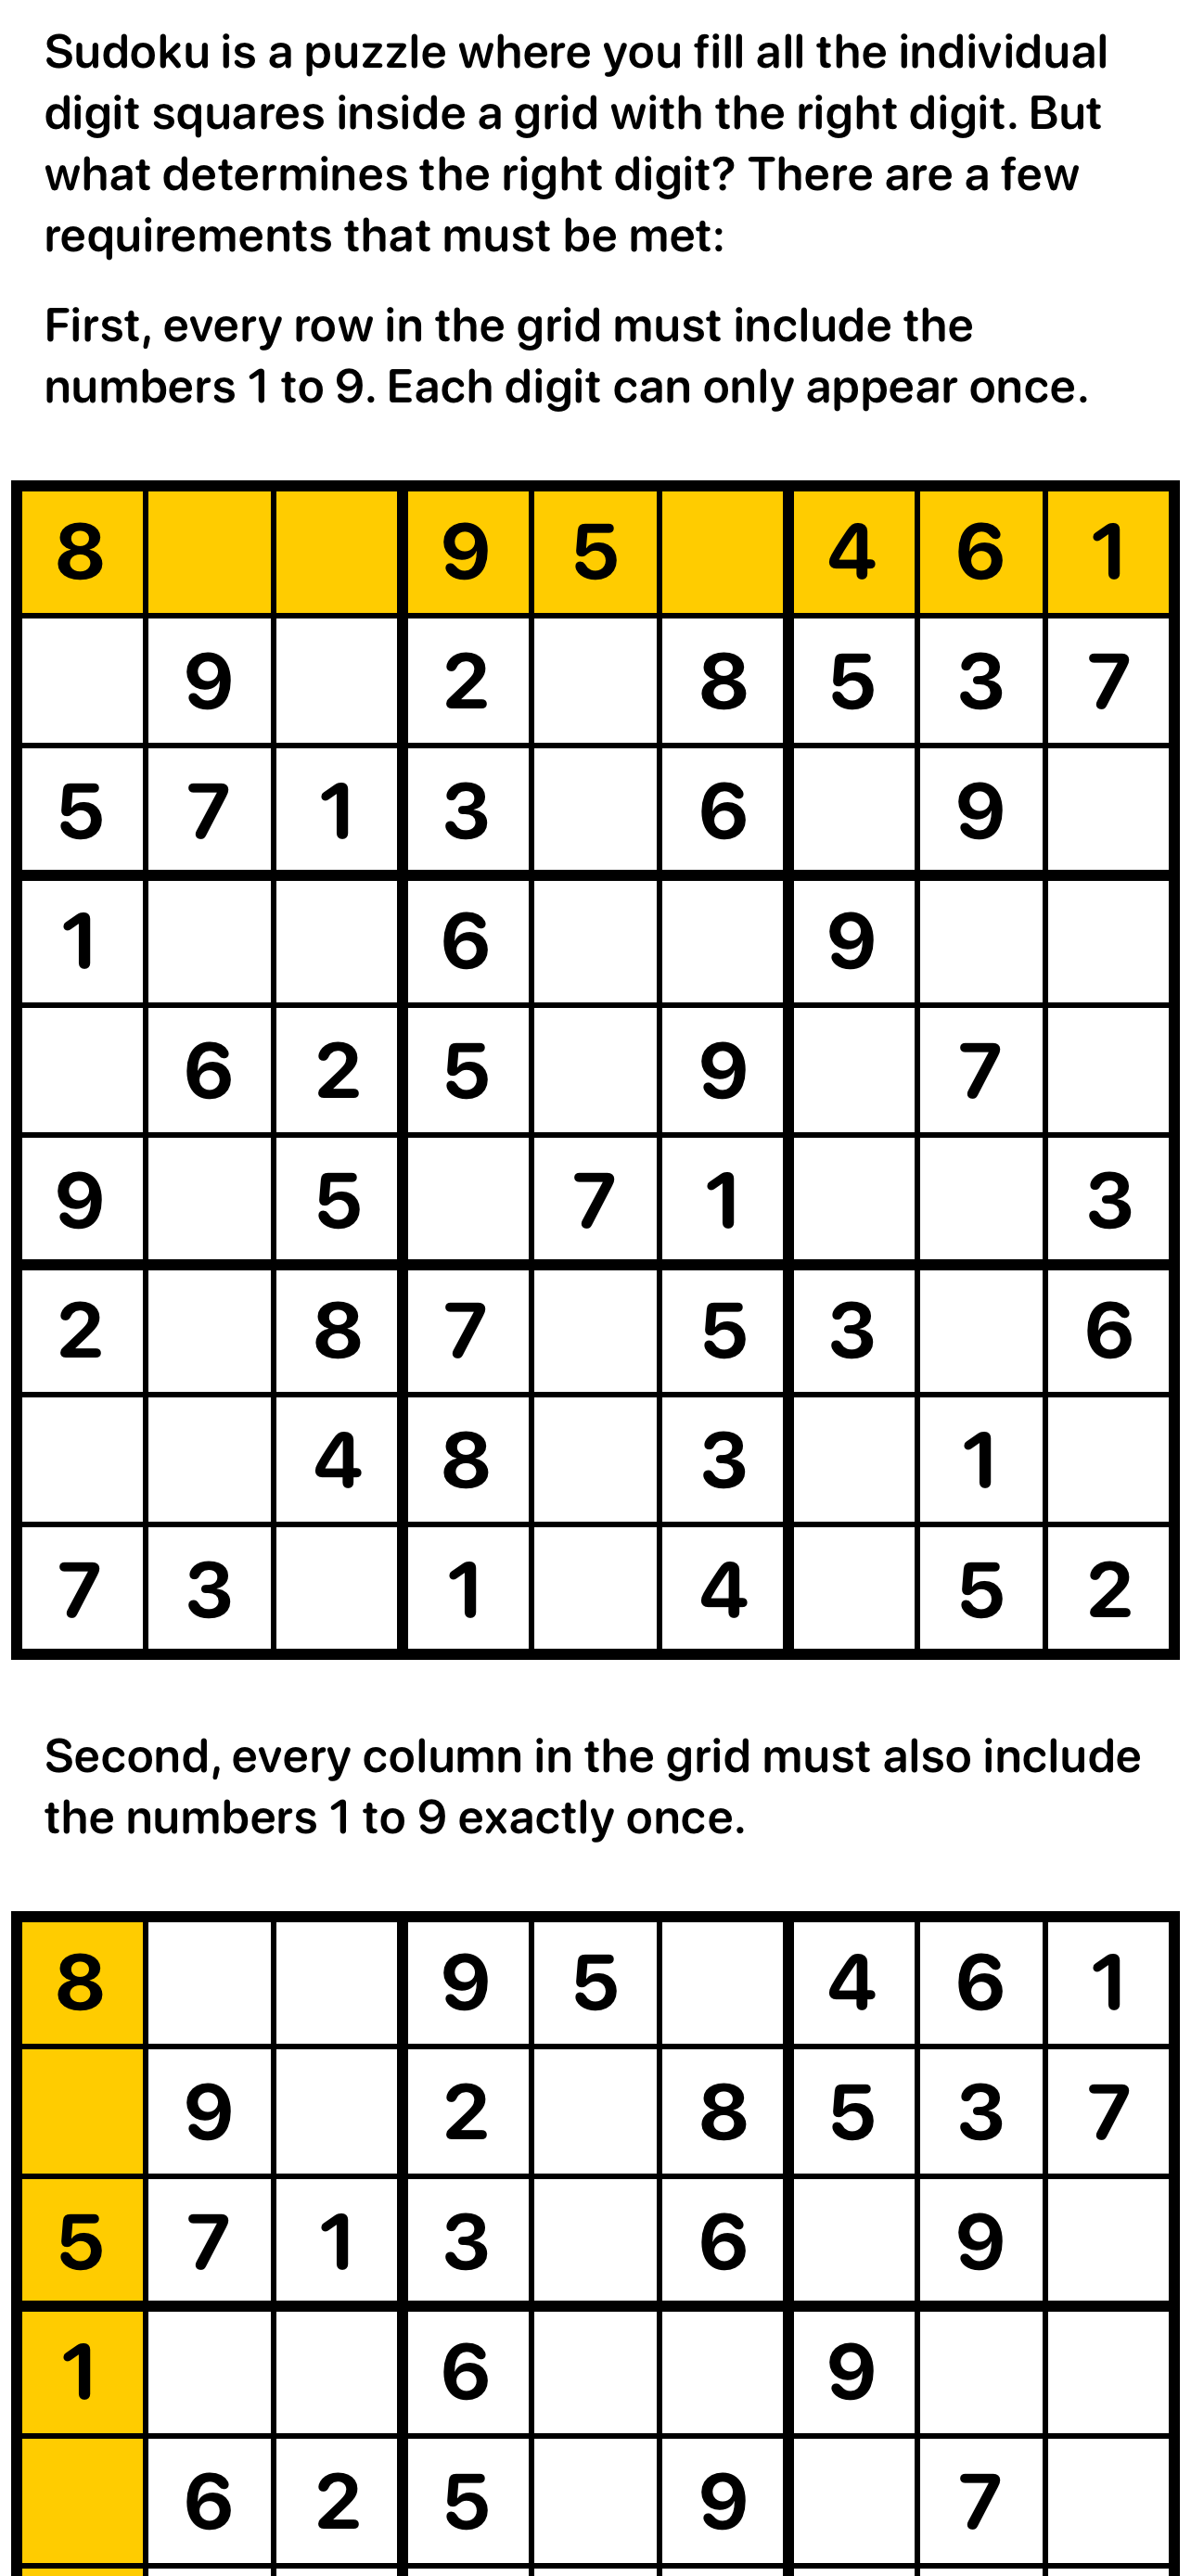 Sudoku is a puzzle where you fill all the individual
digit squares inside a grid with the right digit. But
what determines the right digit? There are a few
requirements that must be met:
First, every row in the grid must include the
numbers 1 to 9. Each digit can only appear once.
8 9 5 4 6 1
9 2 8 5 3 7
5 7 1 3 6 9
1 6 9
6 2 5 9 7
9 5 7 1 3
2 8 7 5 3 6
4 8 3 1
7 3 1 4 5 2
Second, every column in the grid must also include
the numbers 1 to 9 exactly once.
8 9 5 4 6 1
9 2 8 5 3 7
5 7 1 3 6 9
1 6 9
6 2 5 9 7